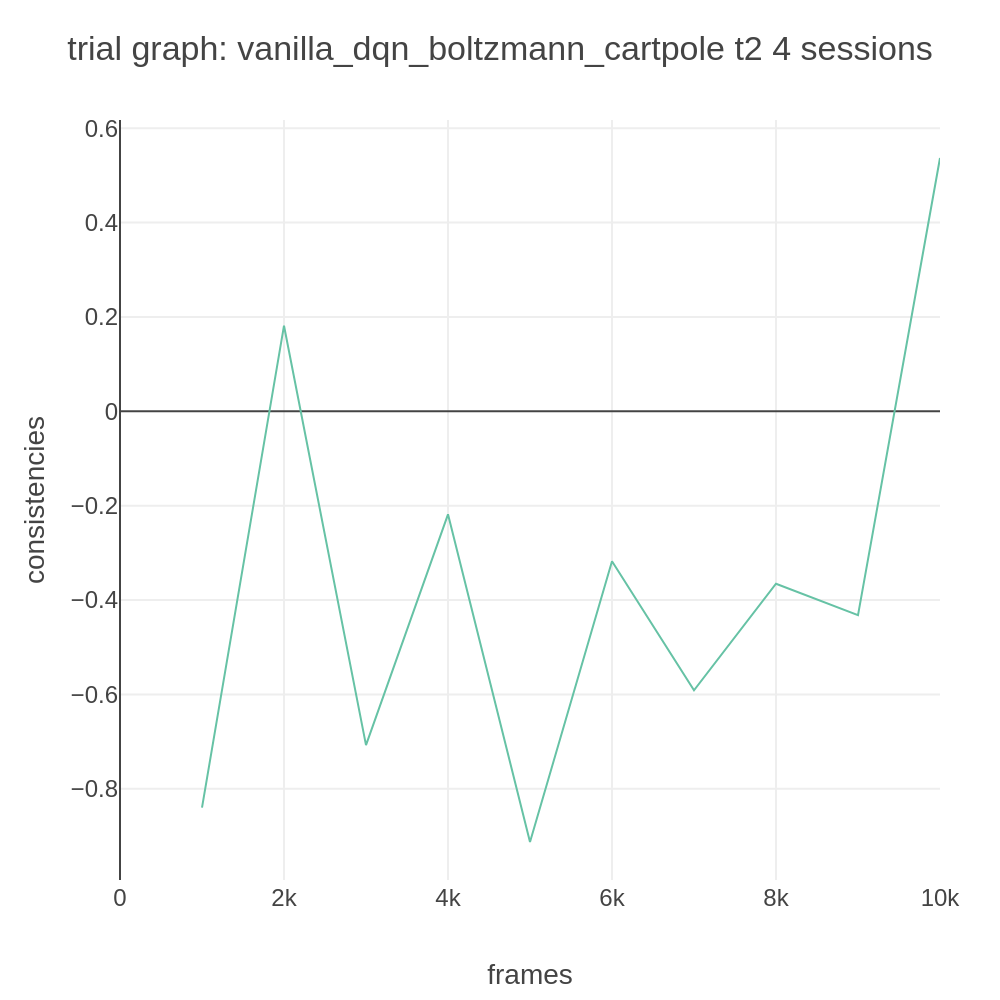 trial graph: vanilla_dqn_boltzmann_cartpole t2 4 sessions
0.6
0.4
0.2
0
−0.2
−0.4
−0.6
−0.8
consistencies
0 2k 4k 6k 8k 10k
frames